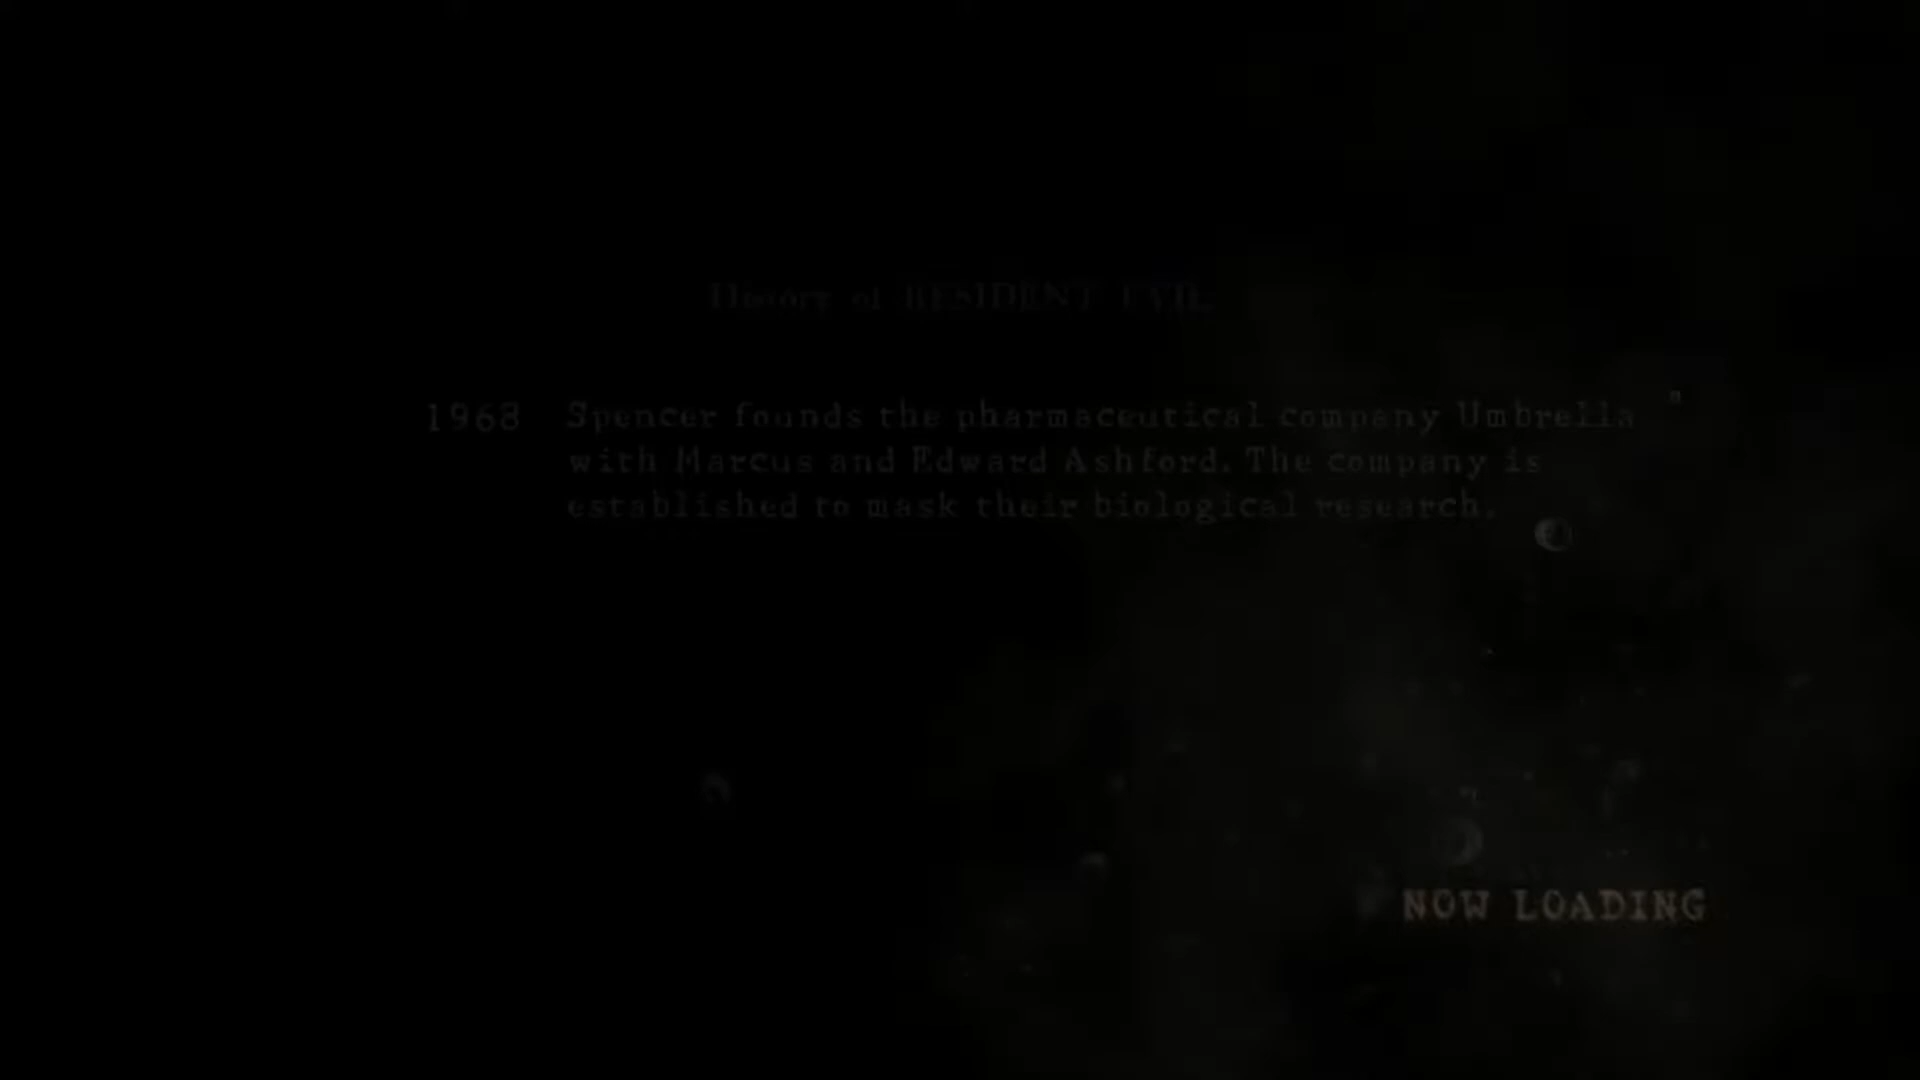 History of RESIDENT EVIL
1968 Spencer founds the pharmaceutical company Umbrella
with Marcus and Edward Ashford. The company is
established to mask their biological research.
NOW LOADING